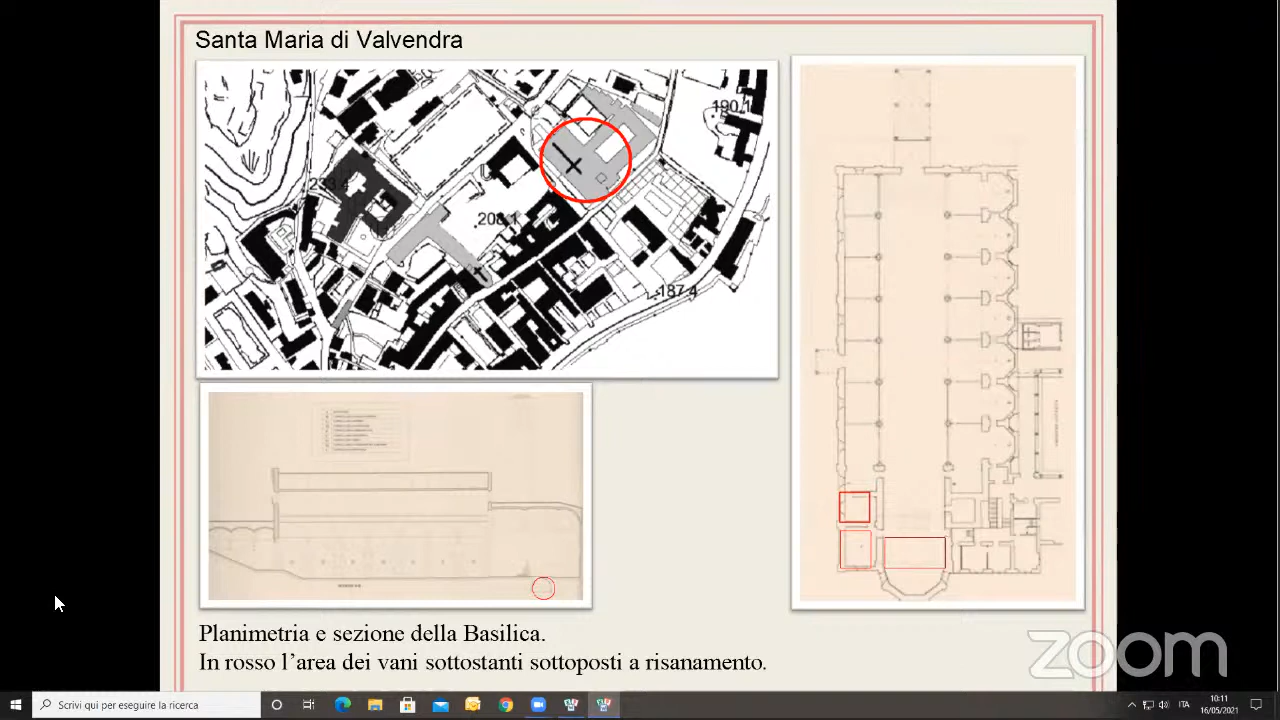 Santa Maria di Valvendra
190.1
208.1
187.4
Planimetria e sezione della Basilica.
In rosso l’area dei vani sottostanti sottoposti a risanamento.
zoom
Scrivi qui per eseguire la ricerca
ITA
10:11
16/05/2021